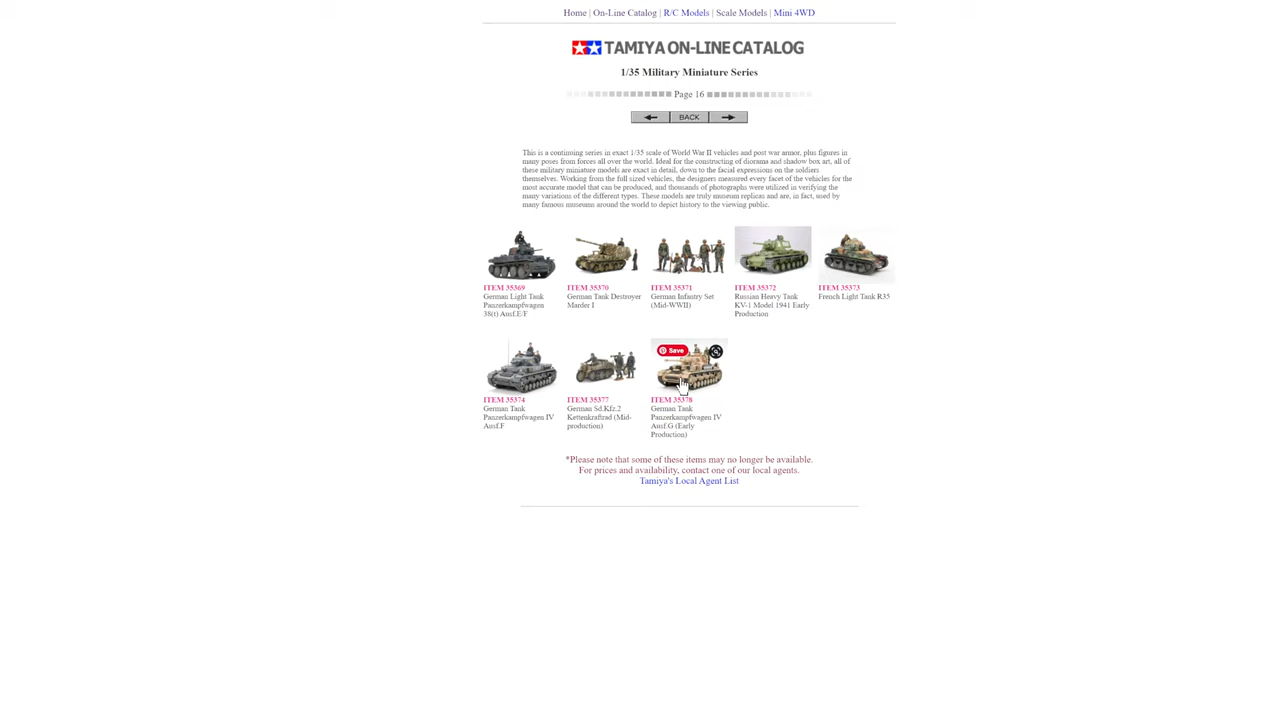 Home | On-Line Catalog | R/C Models | Scale Models | Mini 4WD
TAMIYA ON-LINE CATALOG
1/35 Military Miniature Series
Page 16
BACK
This is a continuing series in exact 1/35 scale of World War II vehicles and post war armor, plus figures in
many poses from forces all over the world. Ideal for the constructing of diorama and shadow box art, all of
these military miniature models are exact in detail, down to the facial expressions on the soldiers
themselves. Working from the full sized vehicles, the designers measured every facet of the vehicles for the
most accurate model that can be produced, and thousands of photographs were utilized in verifying the
many variations of the different types. These models are truly museum replicas and are, in fact, used by
many famous museums around the world to depict history to the viewing public.
ITEM 35369
German Light Tank
Panzerkampfwagen
38(t) Ausf.E/F
ITEM 35370
German Tank Destroyer
Marder I
ITEM 35371
German Infantry Set
(Mid-WWII)
ITEM 35372
Russian Heavy Tank
KV-1 Model 1941 Early
Production
ITEM 35373
French Light Tank R35
ITEM 35374
German Tank
Panzerkampfwagen IV
Ausf.F
ITEM 35377
German Sd.Kfz.2
Kettenkraftrad (Mid-
production)
Save
ITEM 35378
German Tank
Panzerkampfwagen IV
Ausf.G (Early
Production)
*Please note that some of these items may no longer be available.
For prices and availability, contact one of our local agents.
Tamiya's Local Agent List